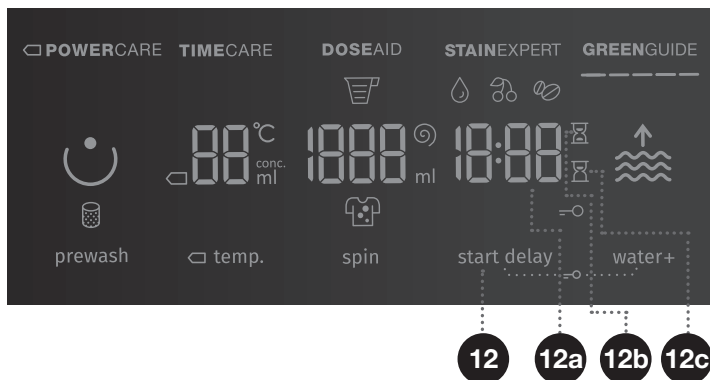 POWERCARE TIMECARE DOSEAID STAINEXPERT GREENGUIDE
88 °C conc. ml 1888 ml 18:88
prewash temp. spin start delay water+
12 12a 12b 12c